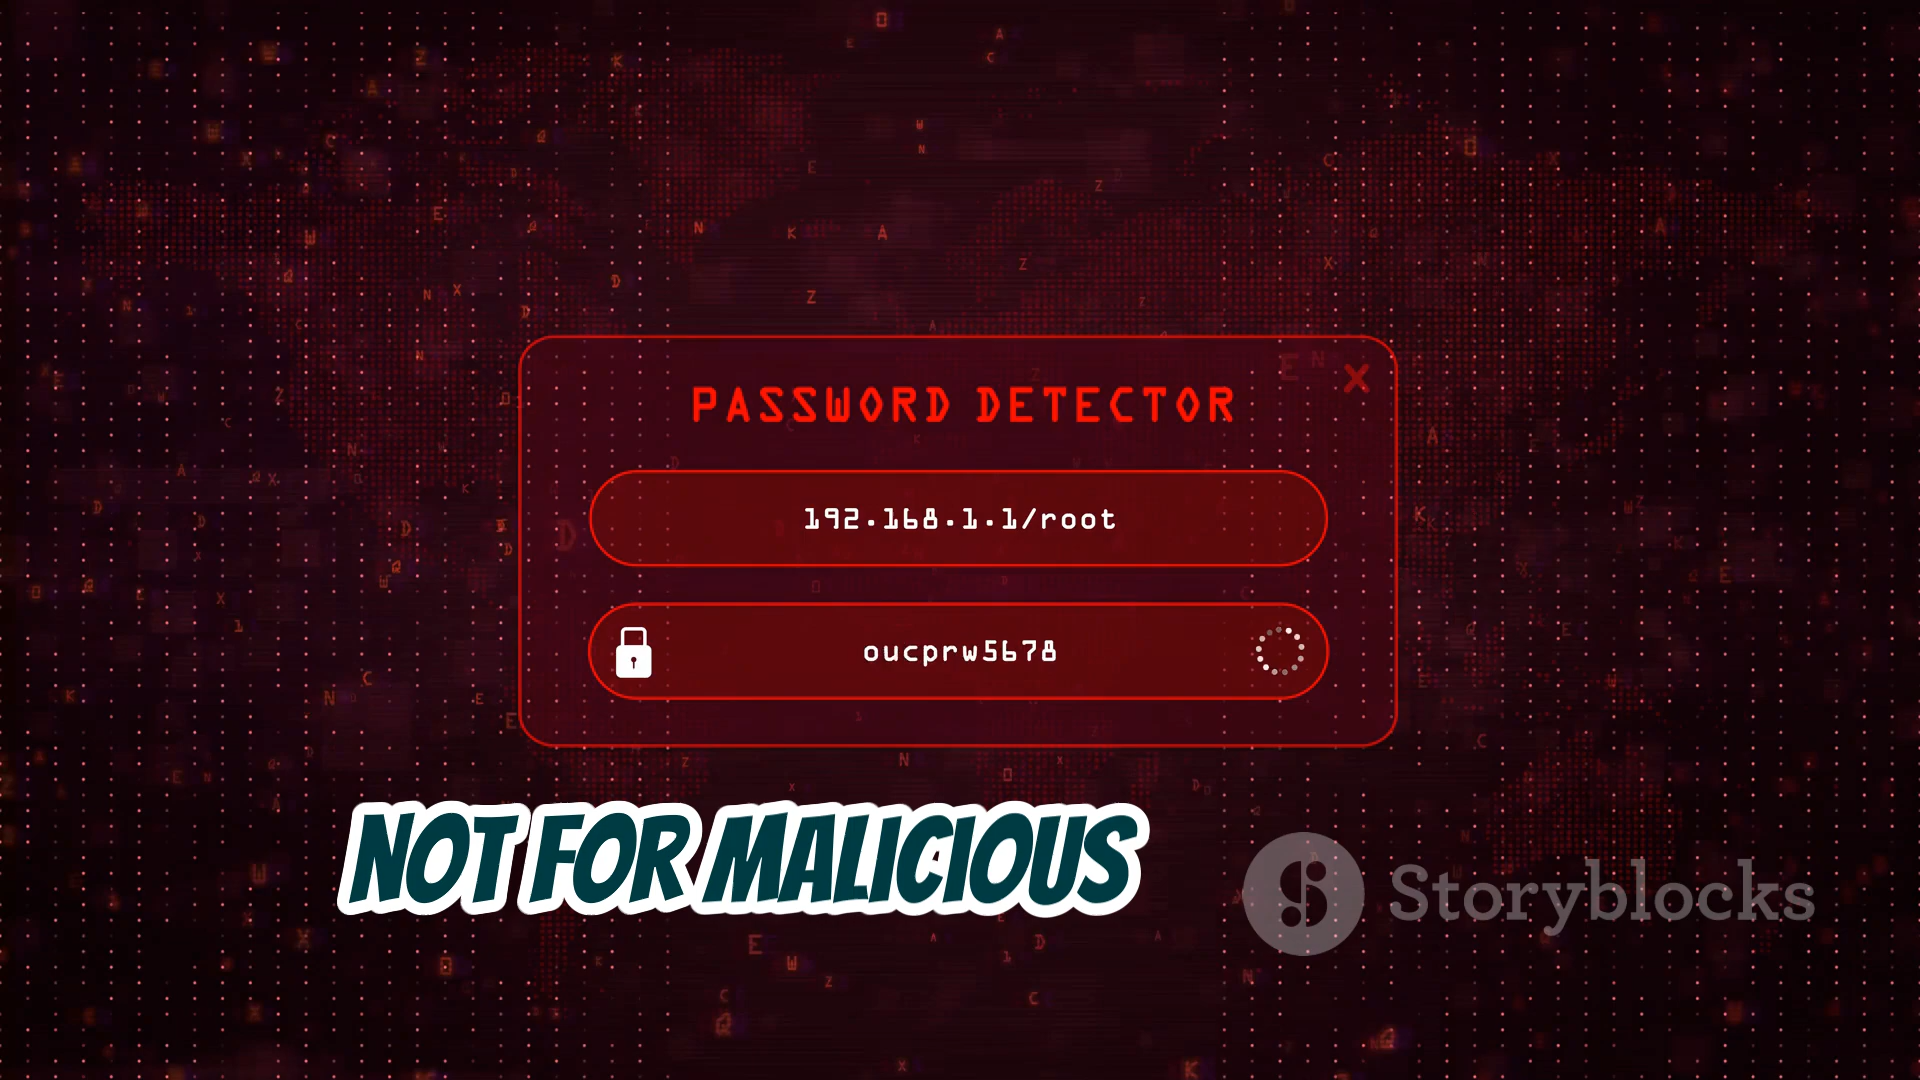 PASSWORD DETECTOR
X
192.168.1.1/root
oucprw5678
NOT FOR MALICIOUS
Storyblocks